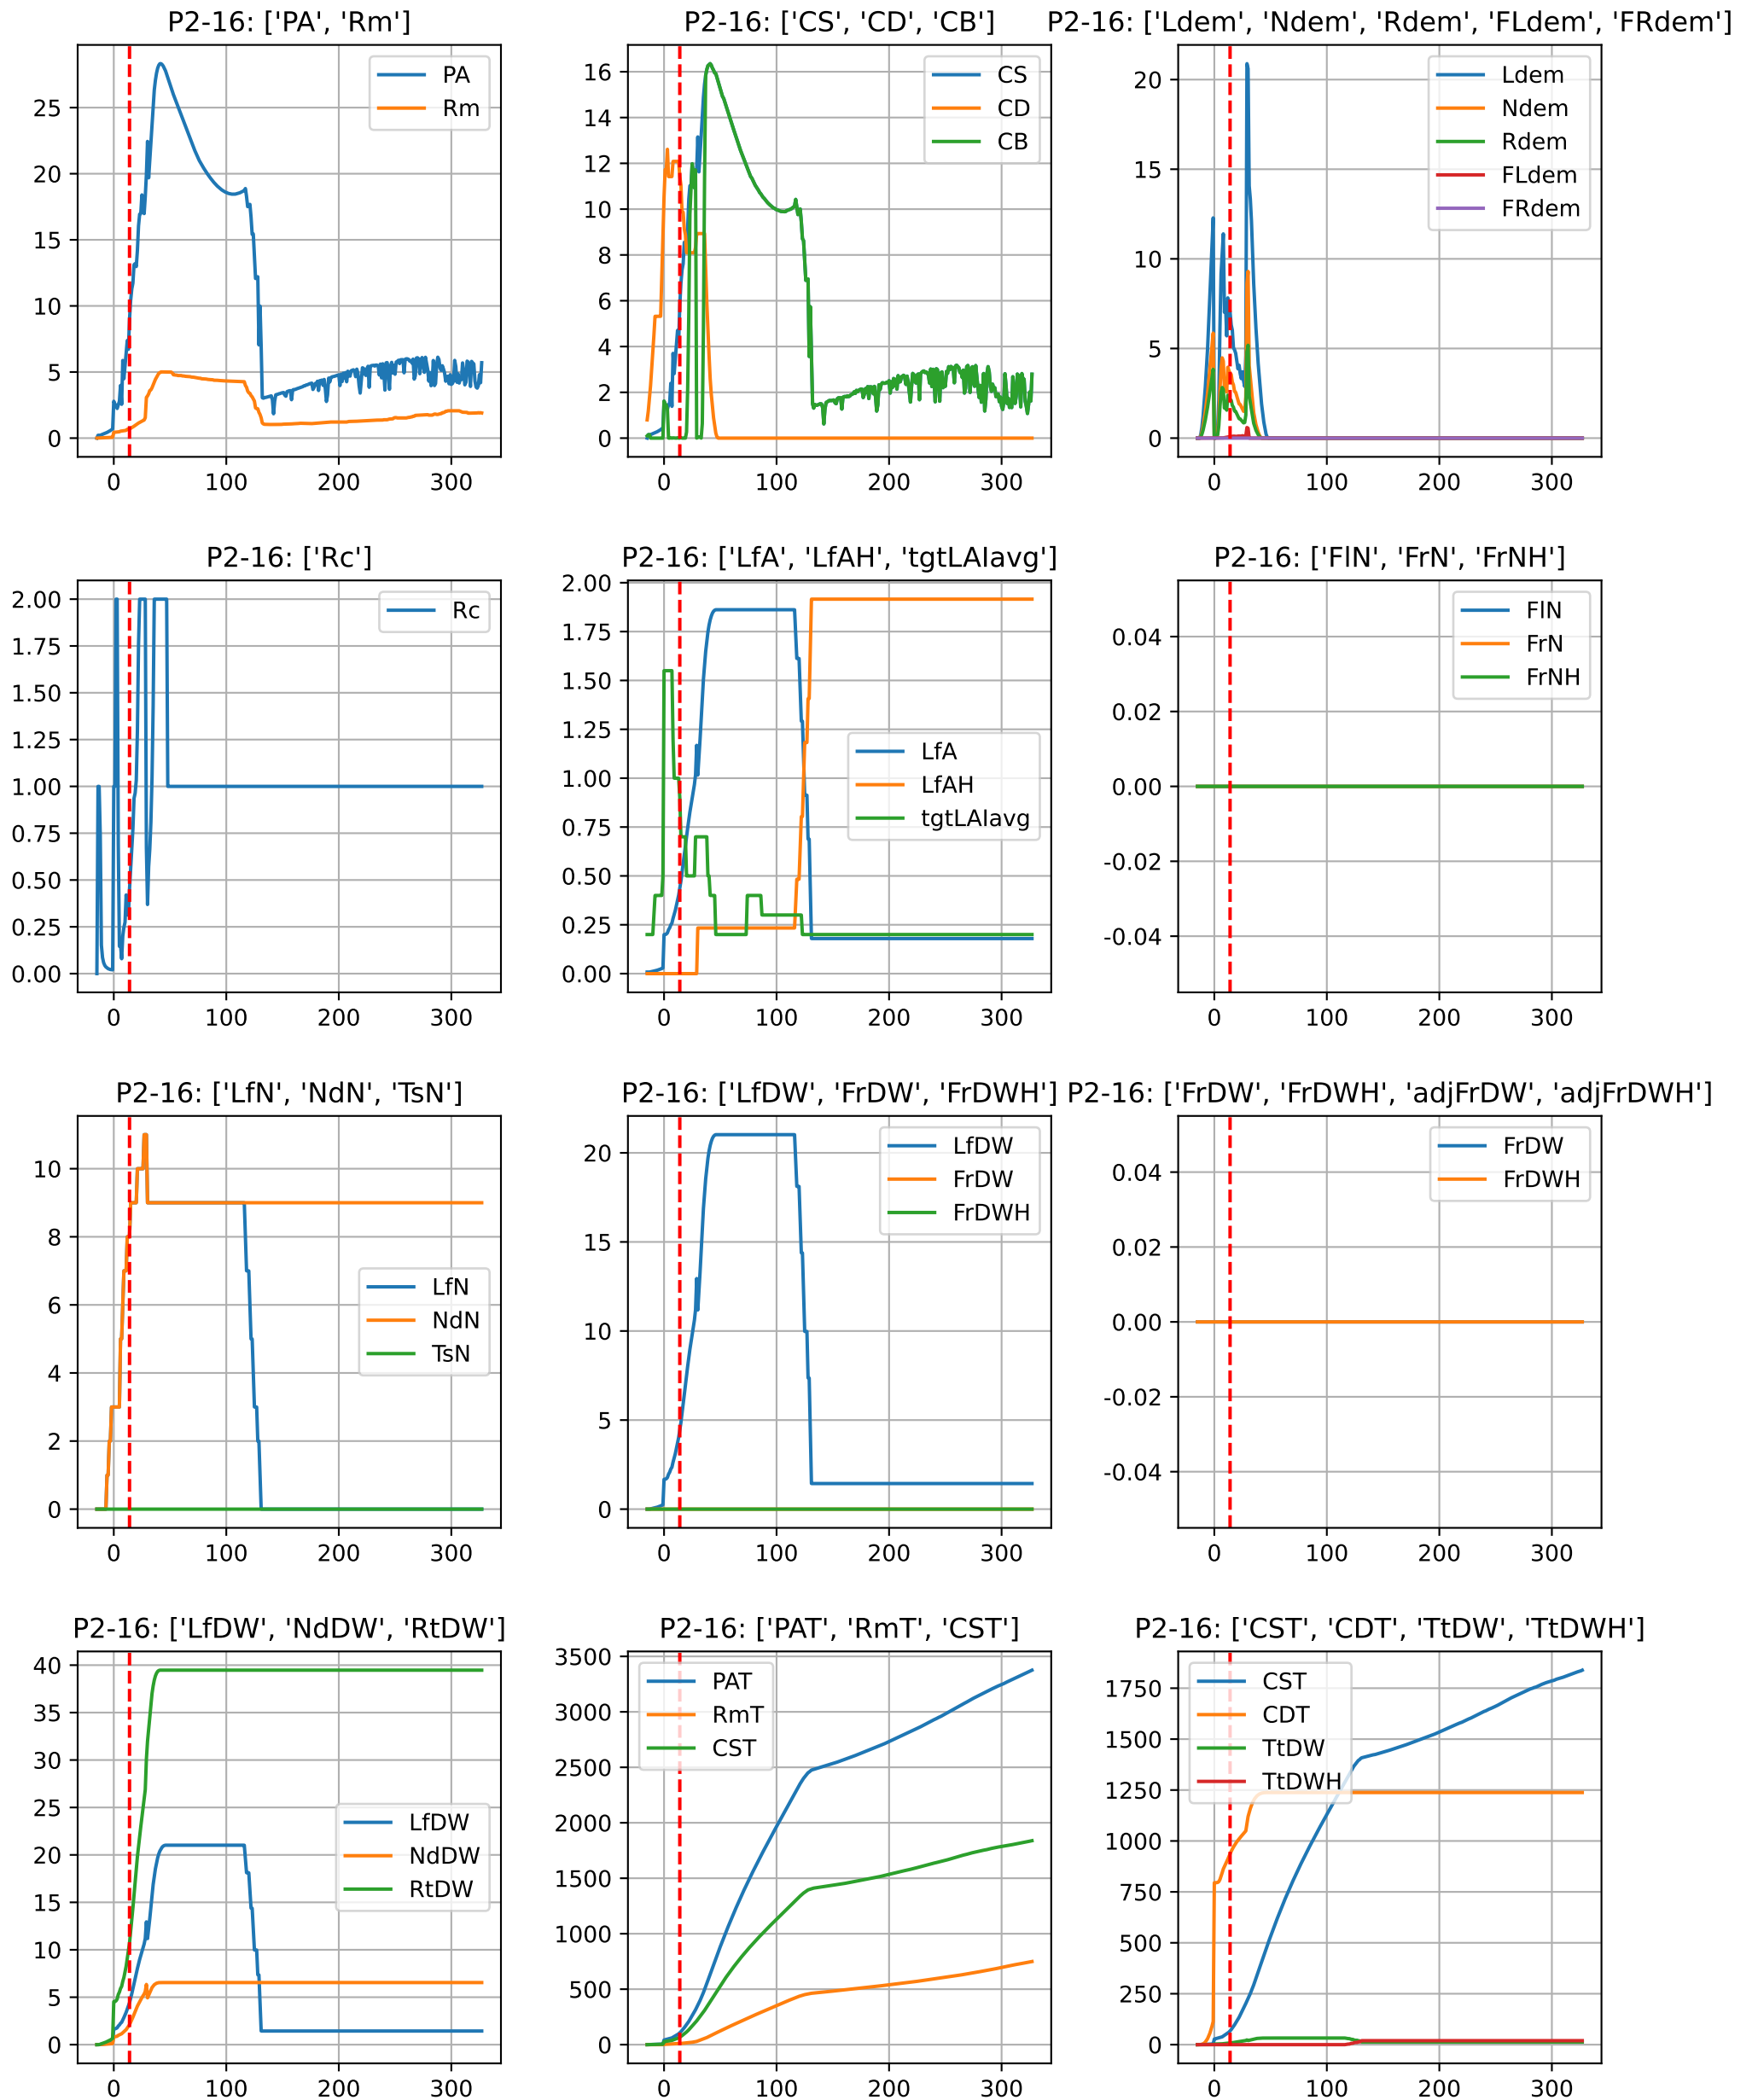 P2-16: ['PA', 'Rm']
PA
Rm
25
20
15
10
5
0
0 100 200 300
P2-16: ['CS', 'CD', 'CB']
CS
CD
CB
16
14
12
10
8
6
4
2
0
0 100 200 300
P2-16: ['Ldem', 'Ndem', 'Rdem', 'FLdem', 'FRdem']
Ldem
Ndem
Rdem
FLdem
FRdem
20
15
10
5
0
0 100 200 300
P2-16: ['Rc']
Rc
2.00
1.75
1.50
1.25
1.00
0.75
0.50
0.25
0.00
0 100 200 300
P2-16: ['LfA', 'LfAH', 'tgtLAIavg']
2.00
1.75
1.50
1.25
1.00
0.75
0.50
0.25
0.00
LfA
LfAH
tgtLAIavg
0 100 200 300
P2-16: ['FlN', 'FrN', 'FrNH']
FlN
FrN
FrNH
0.04
0.02
0.00
-0.02
-0.04
0 100 200 300
P2-16: ['LfN', 'NdN', 'TsN']
10
8
6
4
2
0
LfN
NdN
TsN
0 100 200 300
P2-16: ['LfDW', 'FrDW', 'FrDWH']
LfDW
FrDW
FrDWH
20
15
10
5
0
0 100 200 300
P2-16: ['FrDW', 'FrDWH', 'adjFrDW', 'adjFrDWH']
FrDW
FrDWH
0.04
0.02
0.00
-0.02
-0.04
0 100 200 300
P2-16: ['LfDW', 'NdDW', 'RtDW']
40
35
30
25
20
15
10
5
0
LfDW
NdDW
RtDW
0 100 200 300
P2-16: ['PAT', 'RmT', 'CST']
PAT
RmT
CST
3500
3000
2500
2000
1500
1000
500
0
0 100 200 300
P2-16: ['CST', 'CDT', 'TtDW', 'TtDWH']
CST
CDT
TtDW
TtDWH
1750
1500
1250
1000
750
500
250
0
0 100 200 300